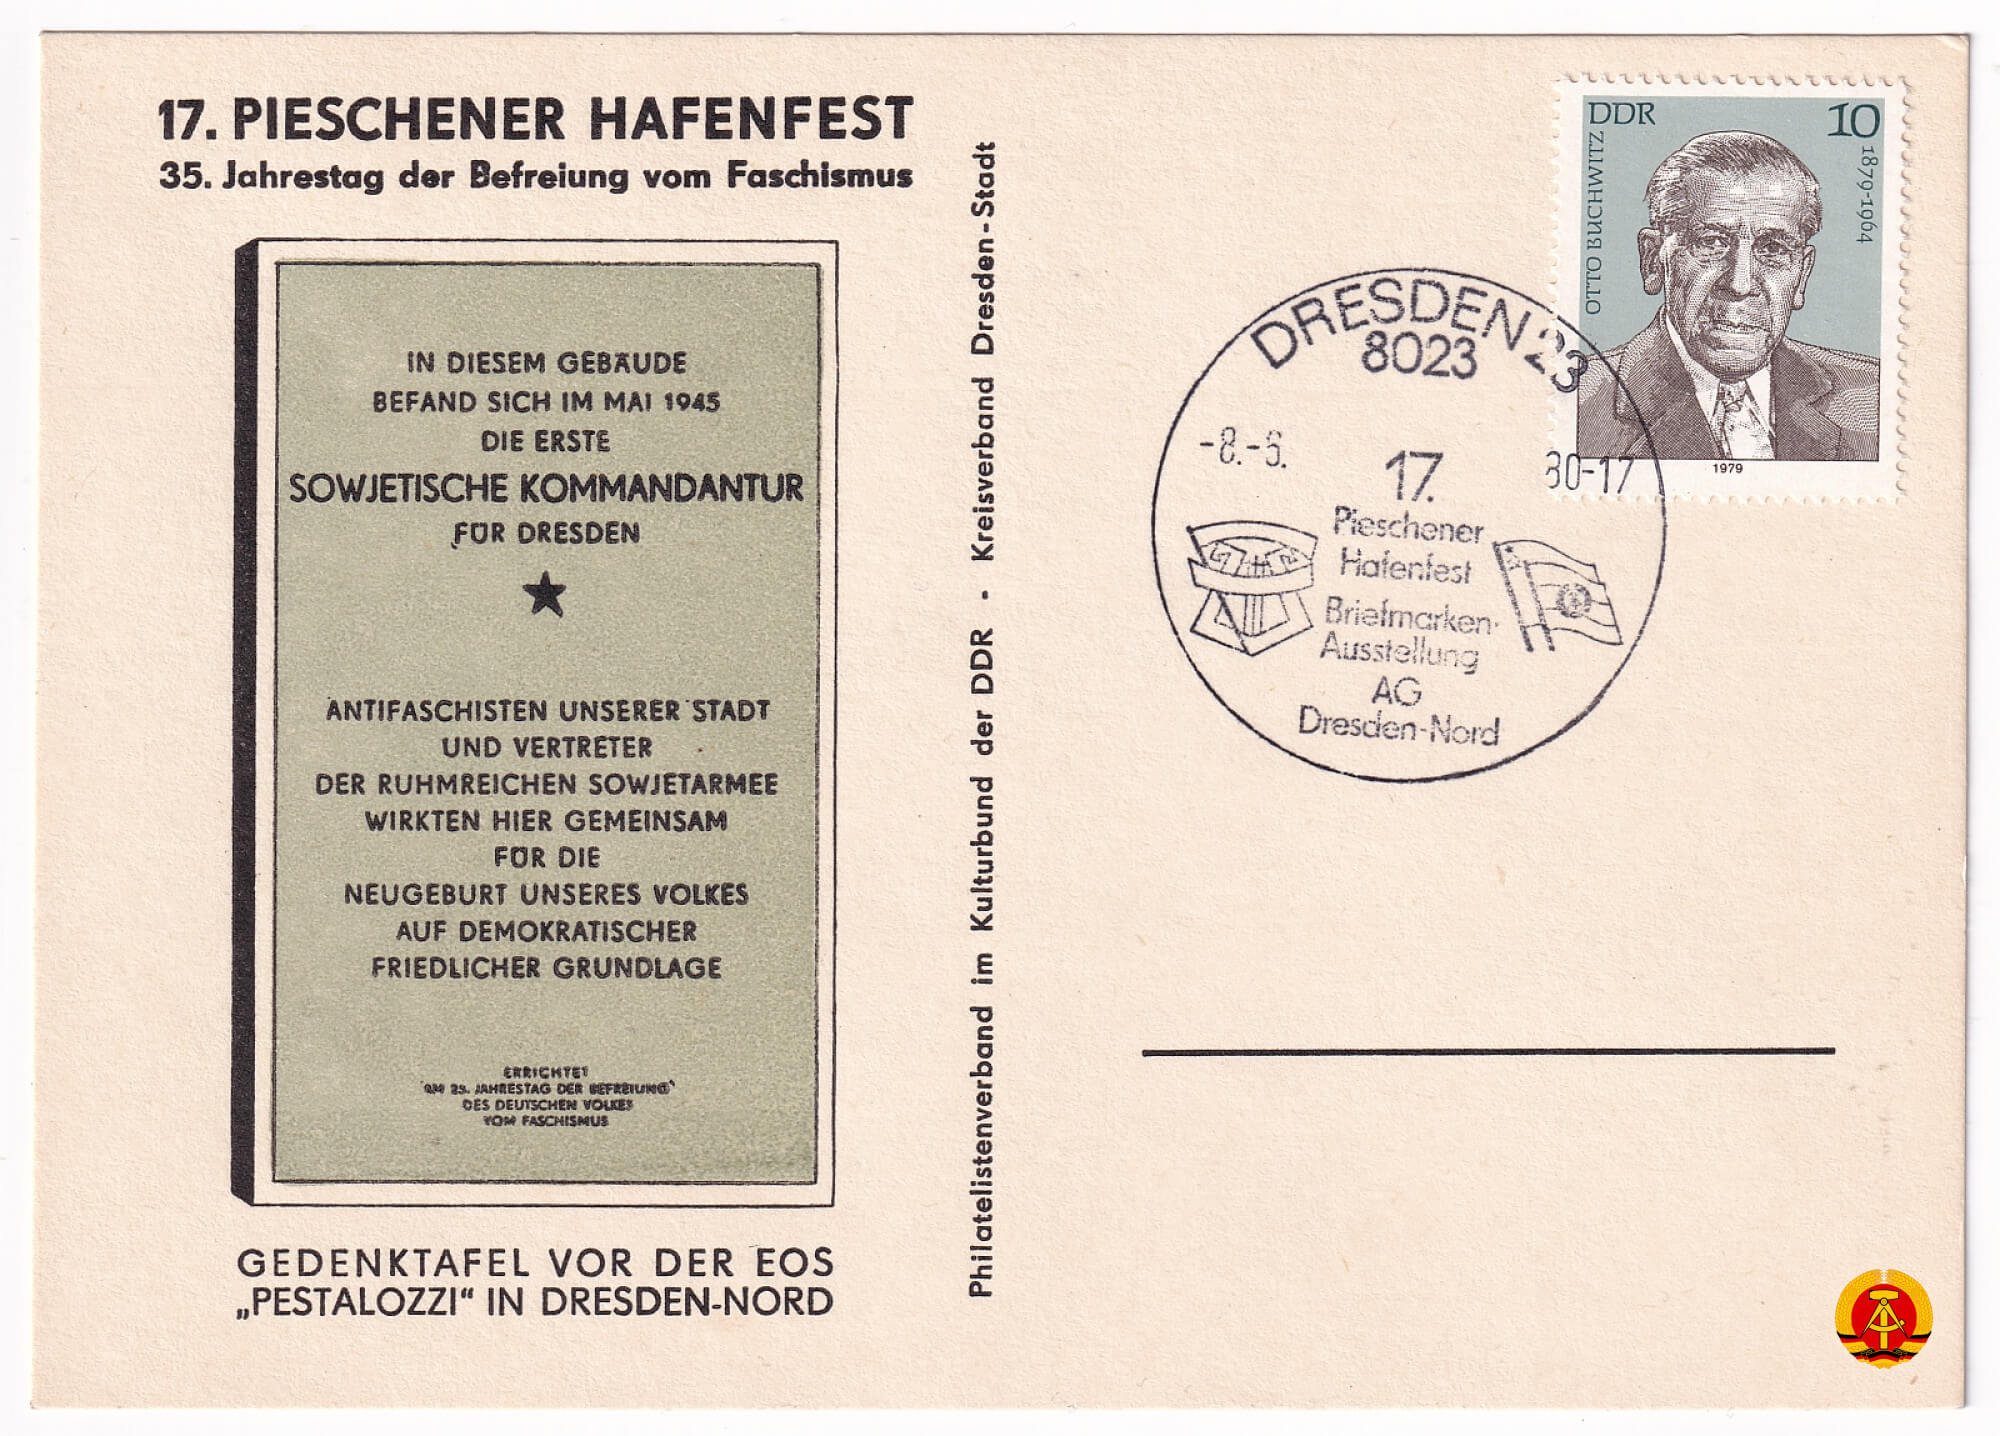 17. PIESCHENER HAFENFEST
35. Jahrestag der Befreiung vom Faschismus
IN DIESEM GEBÄUDE
BEFAND SICH IM MAI 1945
DIE ERSTE
SOWJETISCHE KOMMANDANTUR
FÜR DRESDEN
ANTIFASCHISTEN UNSERER STADT
UND VERTRETER
DER RUHMREICHEN SOWJETARMEE
WIRKTEN HIER GEMEINSAM
FÜR DIE
NEUGEBURT UNSERES VOLKES
AUF DEMOKRATISCHER
FRIEDLICHER GRUNDLAGE
ERRICHTET
AM 25. JAHRESTAG DER BEFREIUNG
DES DEUTSCHEN VOLKES
VOM FASCHISMUS
GEDENKTAFEL VOR DER EOS
„PESTALOZZI“ IN DRESDEN-NORD
Philatelistenverband im Kulturbund der DDR - Kreisverband Dresden-Stadt
DDR 10
OTTO BUCHWITZ
1879-1964
1979
DRESDEN 23
8023
-8.-6. 80-17
17.
Pieschener
Hafenfest
Briefmarken-
Ausstellung
AG
Dresden-Nord